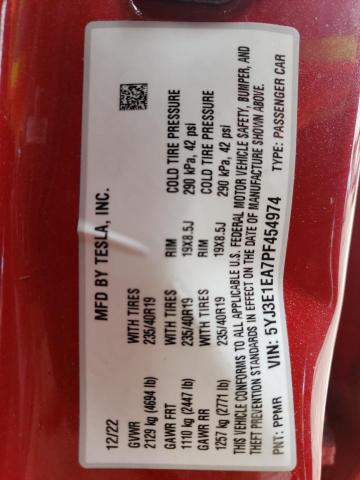 MFD BY TESLA, INC.
12/22
GVWR
2129 kg (4694 lb)
GAWR FRT WITH TIRES RIM COLD TIRE PRESSURE
1110 kg (2447 lb) 235/40R19 19X8.5J 290 kPa, 42 psi
GAWR RR WITH TIRES RIM COLD TIRE PRESSURE
1257 kg (2771 lb) 235/40R19 19X8.5J 290 kPa, 42 psi
THIS VEHICLE CONFORMS TO ALL APPLICABLE U.S. FEDERAL MOTOR VEHICLE SAFETY, BUMPER, AND
THEFT PREVENTION STANDARDS IN EFFECT ON THE DATE OF MANUFACTURE SHOWN ABOVE.
PNT: PPMR VIN: 5YJ3E1EA7PF454974 TYPE: PASSENGER CAR